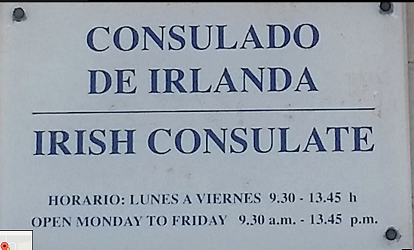 CONSULADO
DE IRLANDA
IRISH CONSULATE
HORARIO: LUNES A VIERNES 9.30 - 13.45 h
OPEN MONDAY TO FRIDAY 9.30 a.m. - 13.45 p.m.